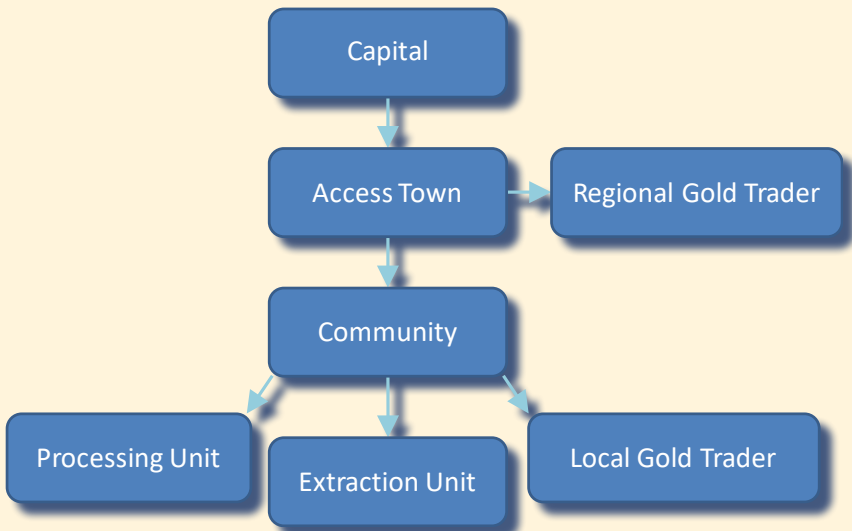 Capital
Access Town
Regional Gold Trader
Community
Processing Unit
Extraction Unit
Local Gold Trader